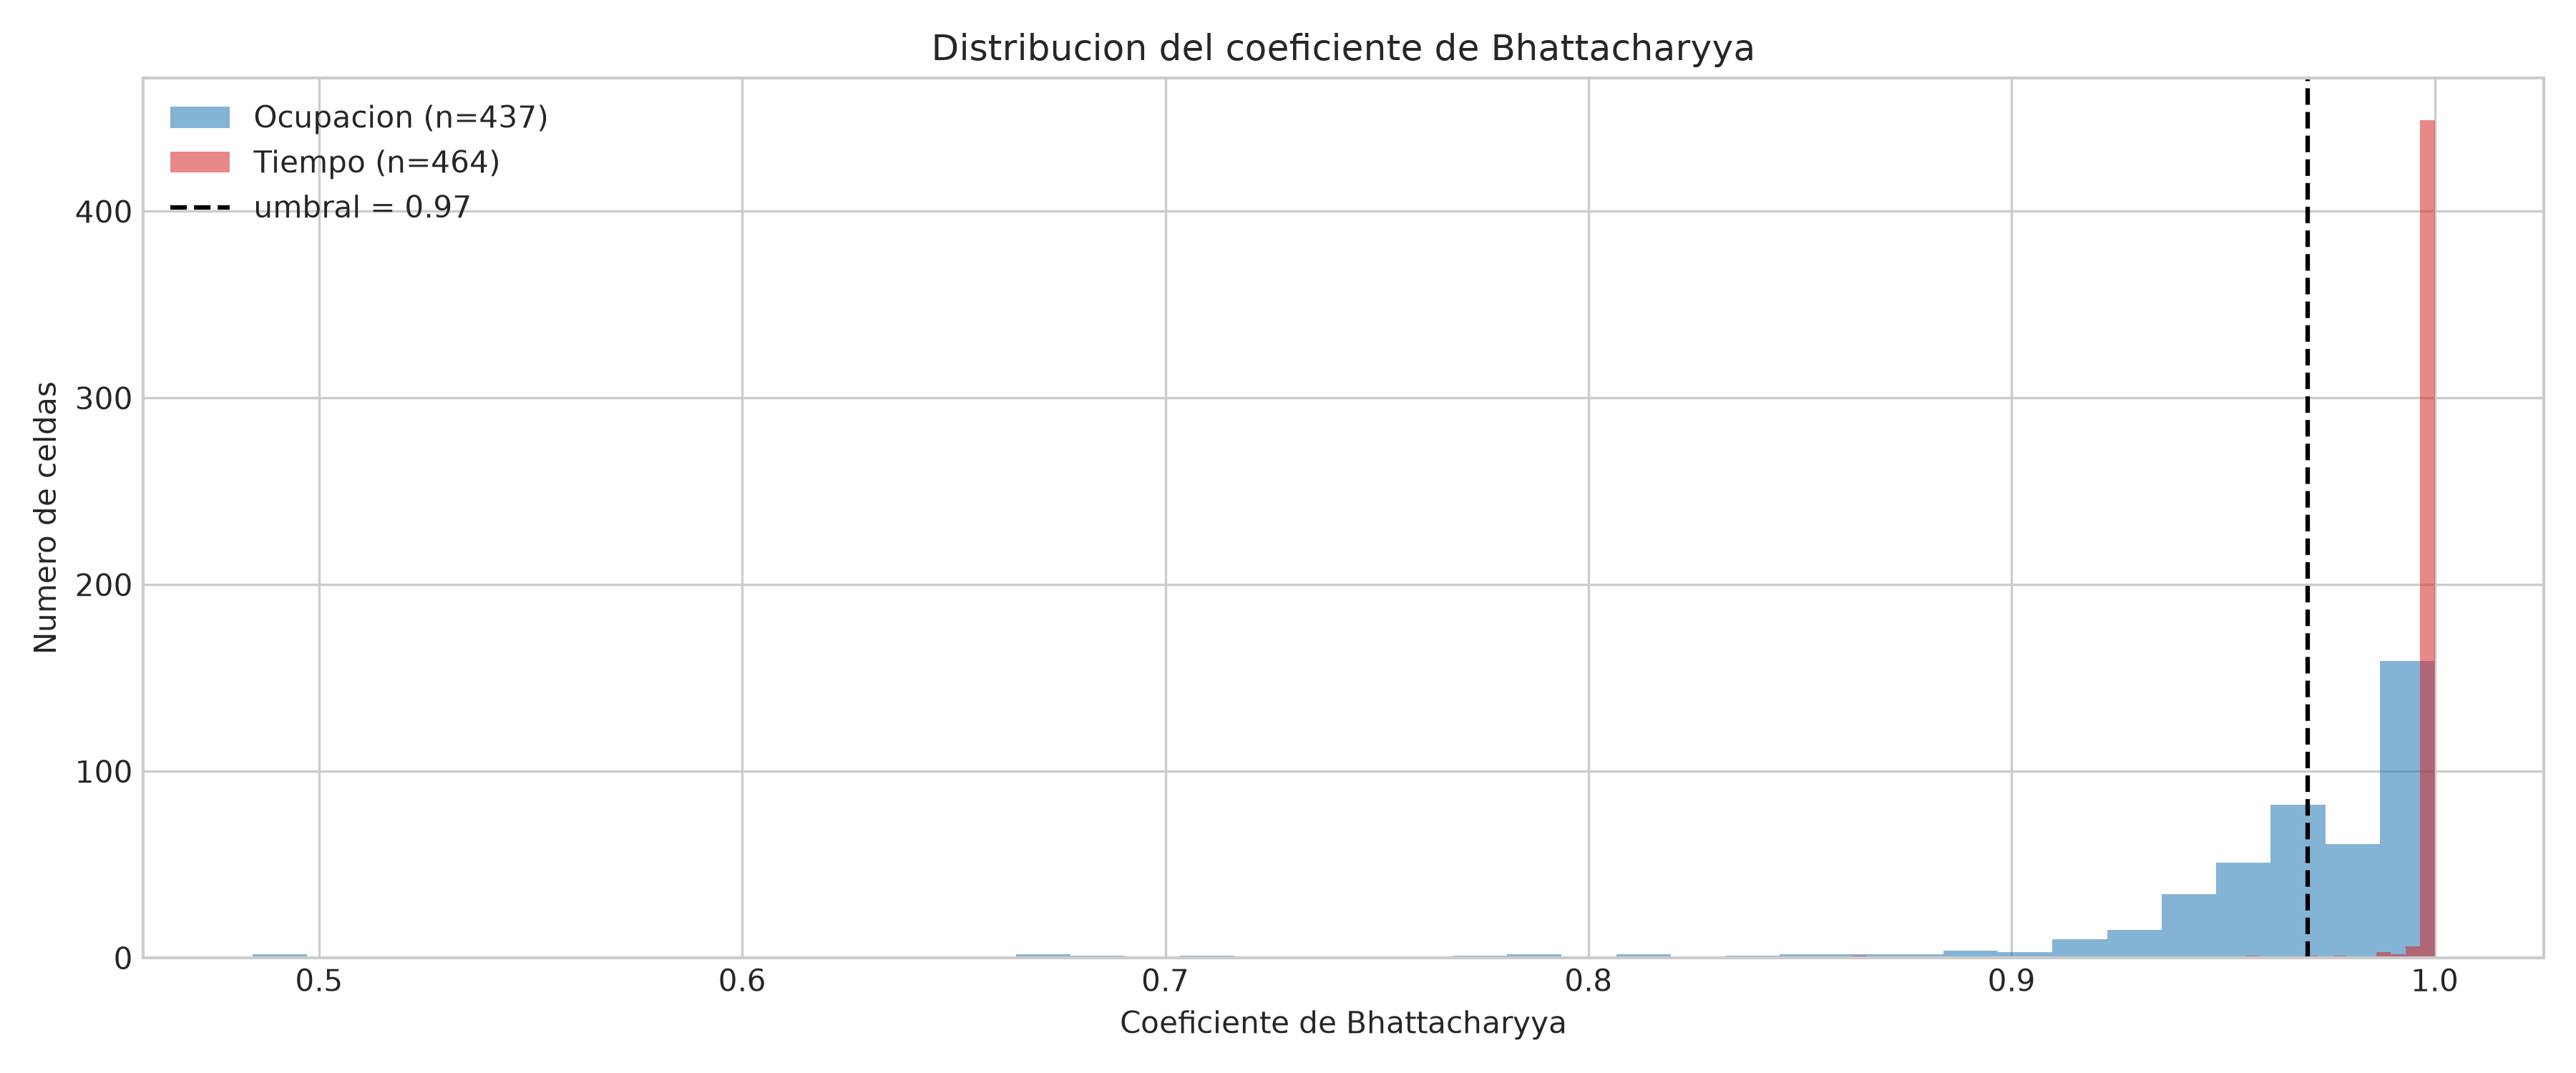 Distribucion del coeficiente de Bhattacharyya
Ocupacion (n=437)
Tiempo (n=464)
umbral = 0.97
Numero de celdas
400
300
200
100
0
0.5 0.6 0.7 0.8 0.9 1.0
Coeficiente de Bhattacharyya